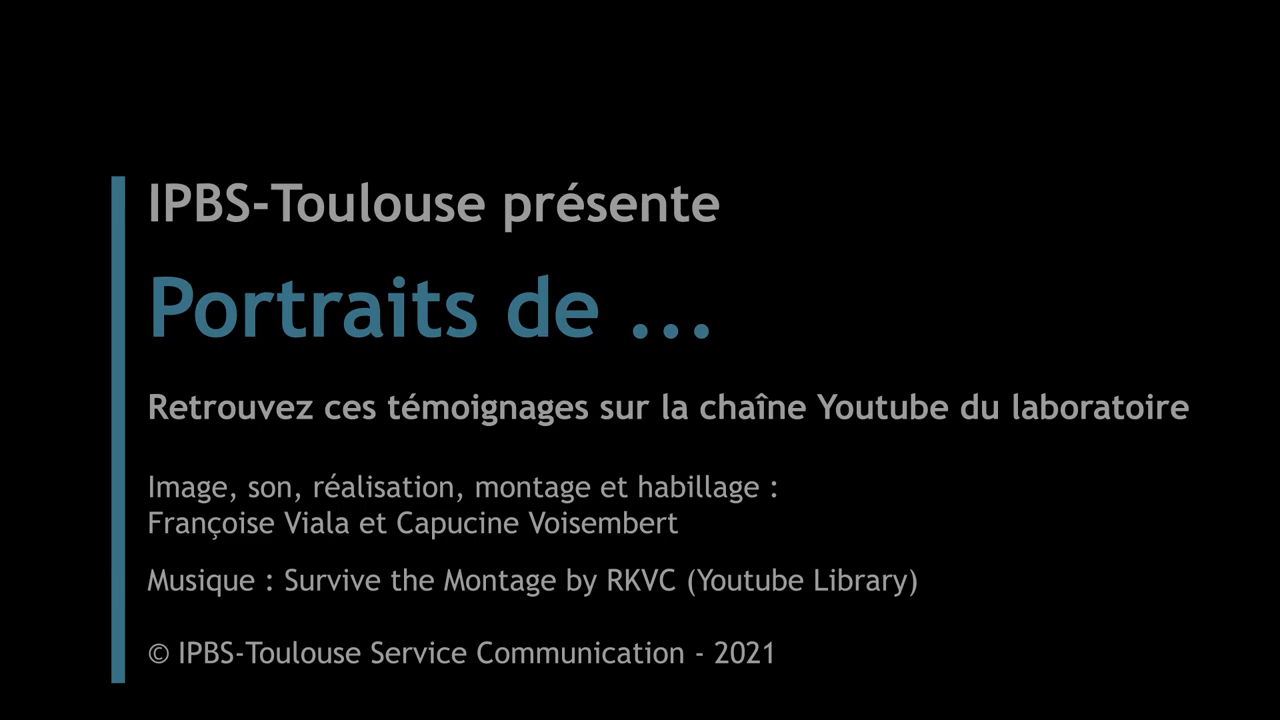 IPBS-Toulouse présente
Portraits de ...
Retrouvez ces témoignages sur la chaîne Youtube du laboratoire
Image, son, réalisation, montage et habillage :
Françoise Viala et Capucine Voisembert
Musique : Survive the Montage by RKVC (Youtube Library)
© IPBS-Toulouse Service Communication - 2021